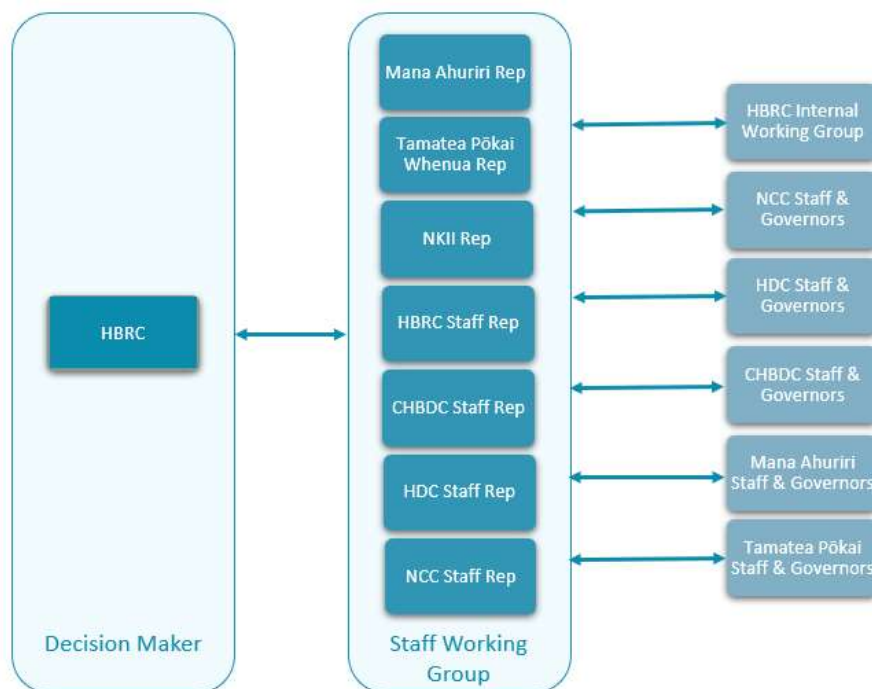 HBRC
Decision Maker
Mana Ahuriri Rep
Tamatea Pōkai
Whenua Rep
NKII Rep
HBRC Staff Rep
CHBDC Staff Rep
HDC Staff Rep
NCC Staff Rep
Staff Working
Group
HBRC Internal
Working Group
NCC Staff &
Governors
HDC Staff &
Governors
CHBDC Staff &
Governors
Mana Ahuriri
Staff & Governors
Tamatea Pōkai
Staff & Governors